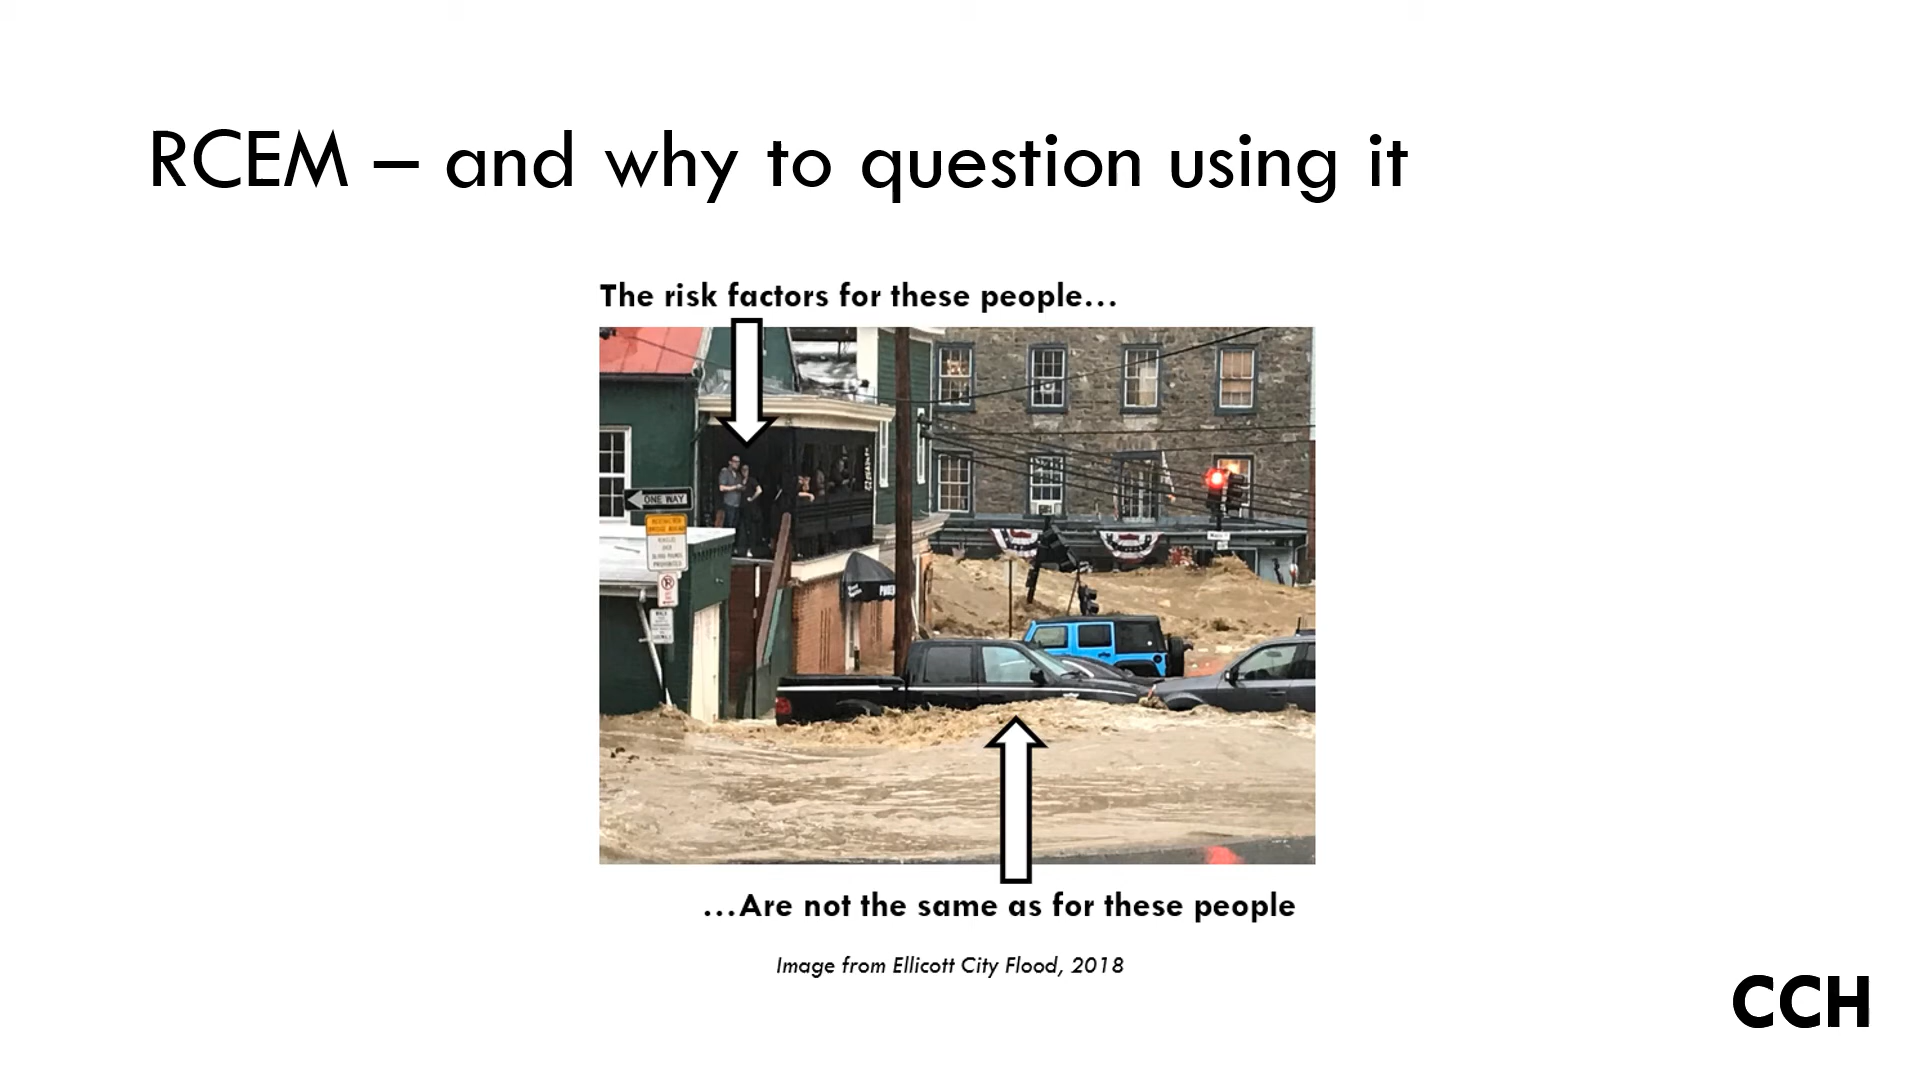 RCEM – and why to question using it
The risk factors for these people…
ONE WAY
…Are not the same as for these people
Image from Ellicott City Flood, 2018
CCH